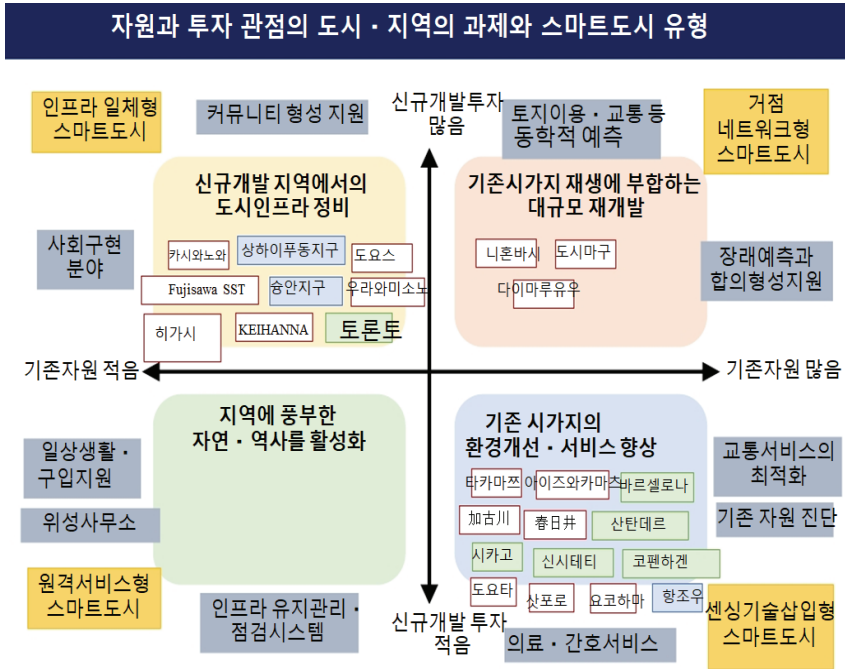 자원과 투자 관점의 도시・지역의 과제와 스마트도시 유형
인프라 일체형
스마트도시
커뮤니티 형성 지원
신규개발투자
많음
토지이용・교통 등
동학적 예측
거점
네트워크형
스마트도시
신규개발 지역에서의
도시인프라 정비
기존시가지 재생에 부합하는
대규모 재개발
사회구현
분야
카시와노와
상하이푸동지구
도요스
Fujisawa SST
슝안지구
우라와미소노
히가시
KEIHANNA
토론토
니혼바시
도시마구
다이마루유우
장래예측과
합의형성지원
기존자원 적음
기존자원 많음
지역에 풍부한
자연・역사를 활성화
기존 시가지의
환경개선・서비스 향상
일상생활・
구입지원
위성사무소
타카마쯔
아이즈와카마츠
바르셀로나
加古川
春日井
산탄데르
시카고
신시테티
코펜하겐
도요타
삿포로
요코하마
항조우
교통서비스의
최적화
기존 자원 진단
원격서비스형
스마트도시
인프라 유지관리・
점검시스템
신규개발 투자
적음
의료・간호서비스
센싱기술삽입형
스마트도시